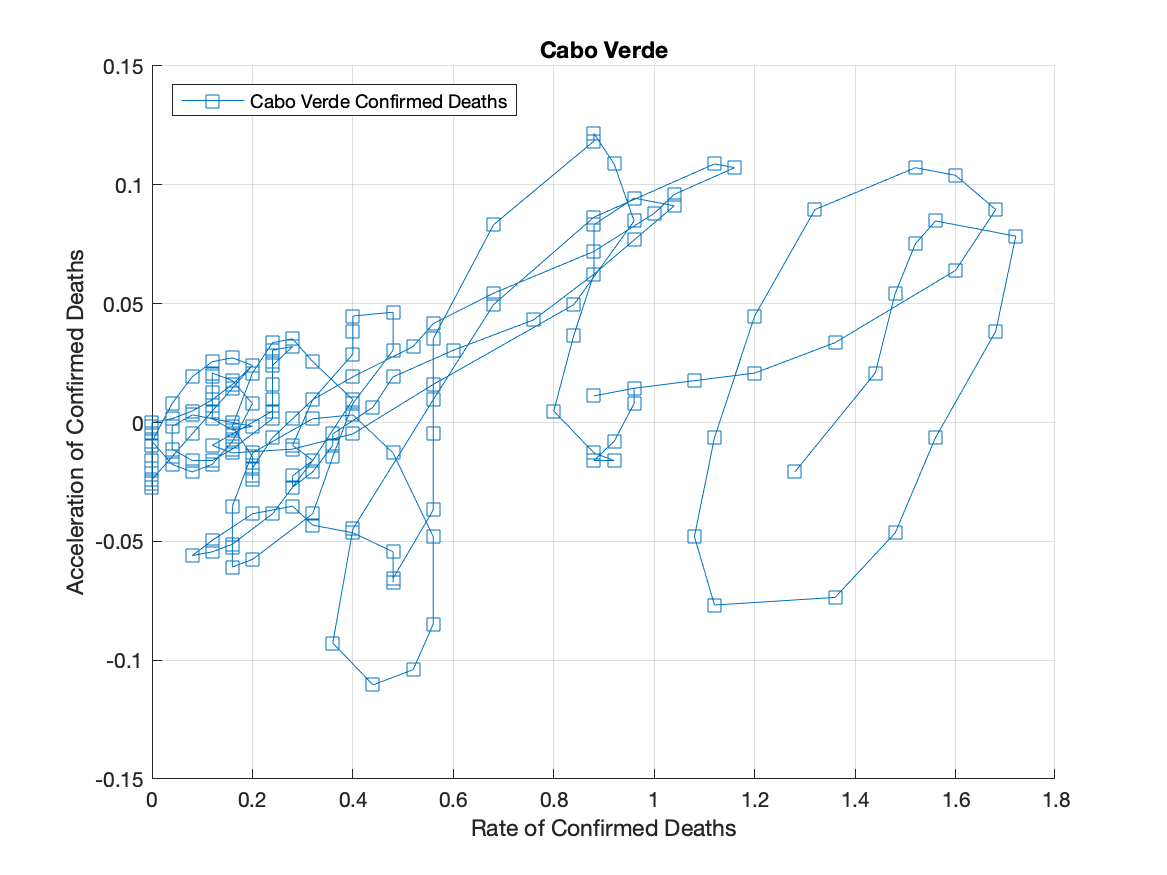 Cabo Verde
Cabo Verde Confirmed Deaths
0.15
0.1
0.05
0
-0.05
-0.1
-0.15
Acceleration of Confirmed Deaths
0 0.2 0.4 0.6 0.8 1 1.2 1.4 1.6 1.8
Rate of Confirmed Deaths